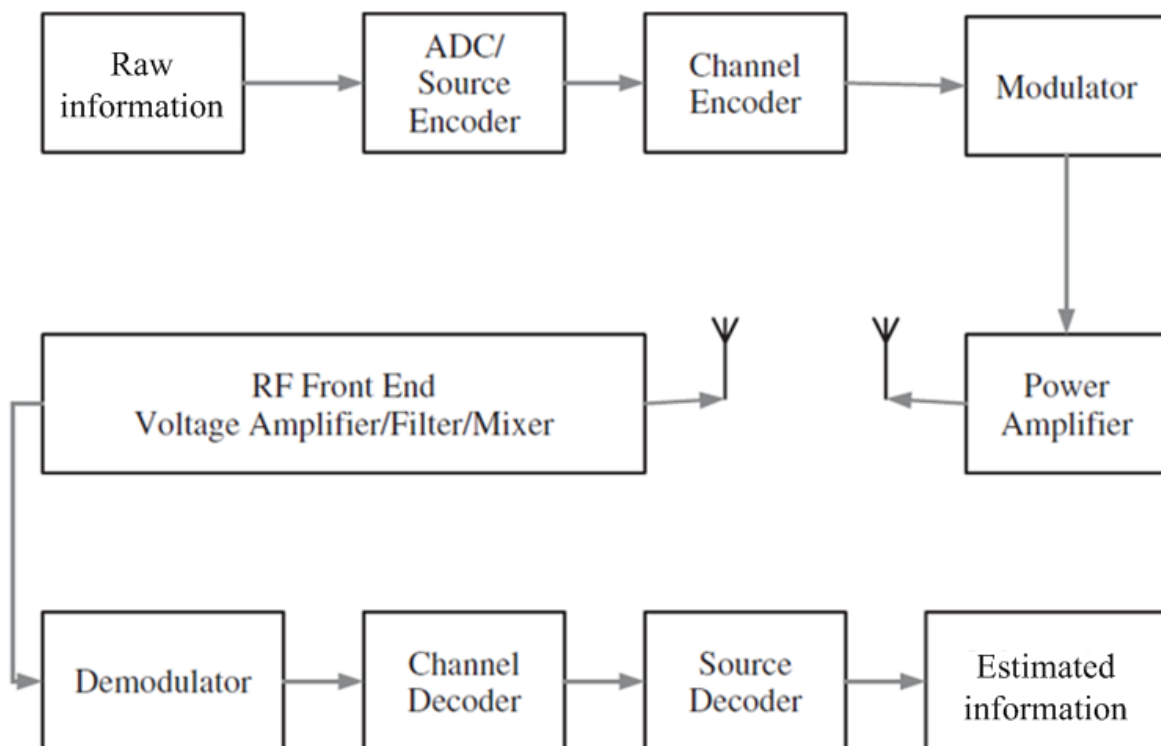 Raw
information
ADC/
Source
Encoder
Channel
Encoder
Modulator
RF Front End
Voltage Amplifier/Filter/Mixer
Power
Amplifier
Demodulator
Channel
Decoder
Source
Decoder
Estimated
information